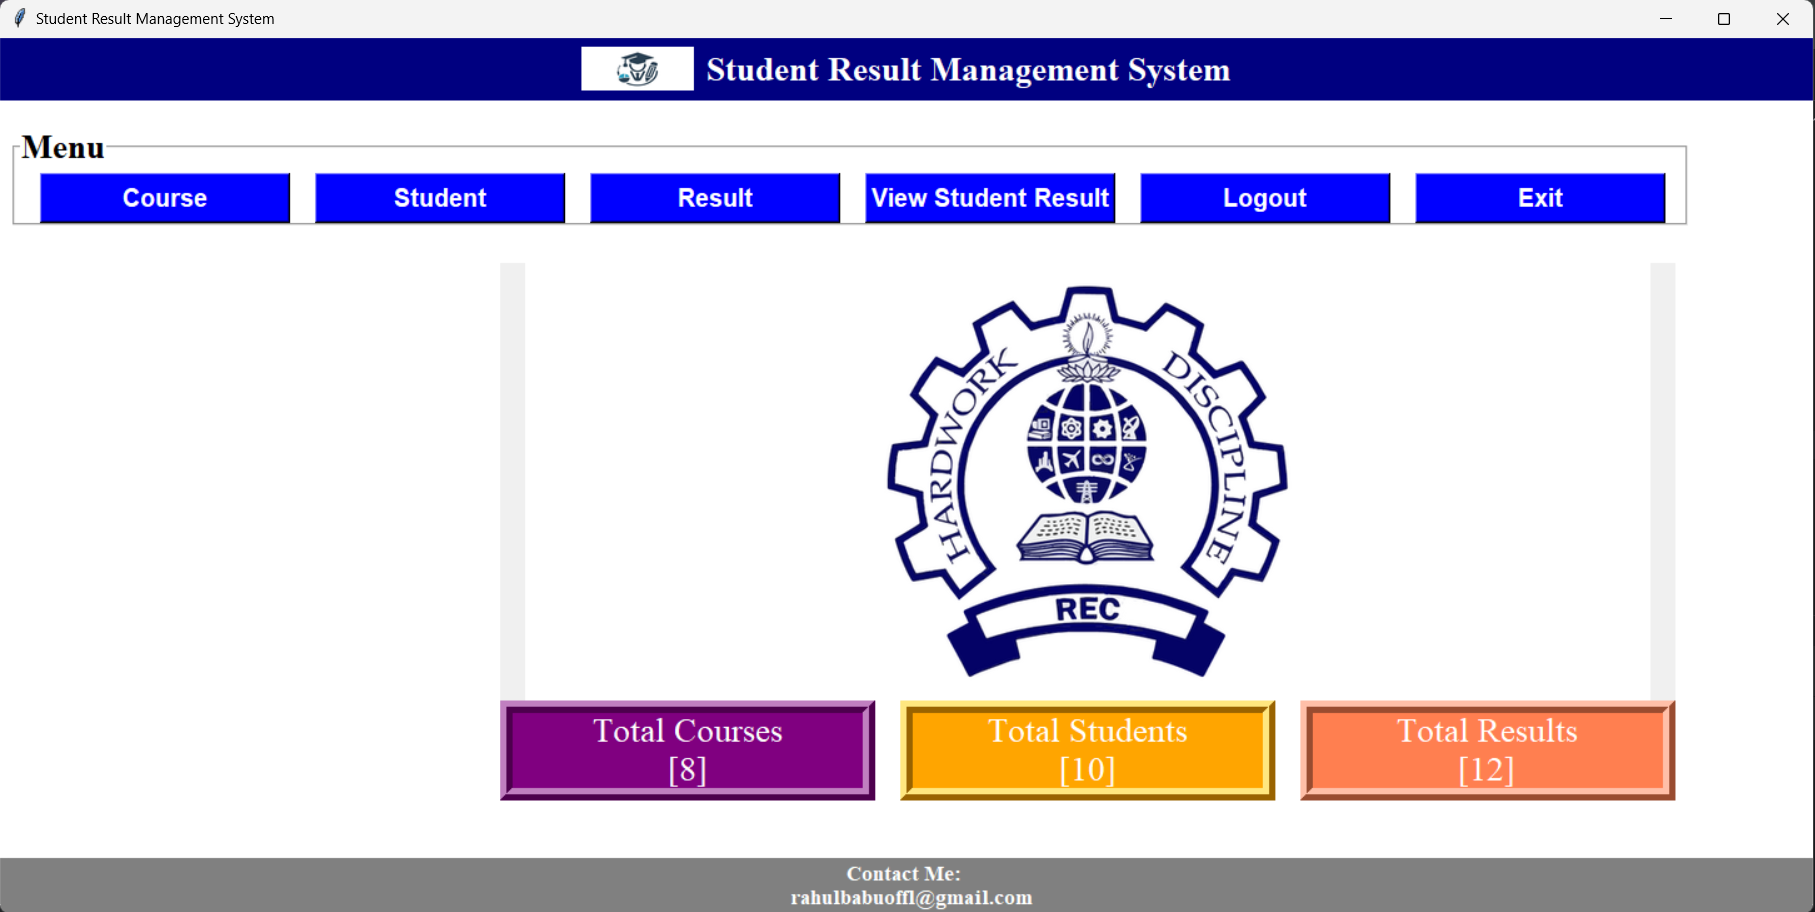 Student Result Management System
Student Result Management System
Menu
Course
Student
Result
View Student Result
Logout
Exit
HARDWORK
DISCIPLINE
REC
Total Courses
[8]
Total Students
[10]
Total Results
[12]
Contact Me:
rahulbabuoffl@gmail.com